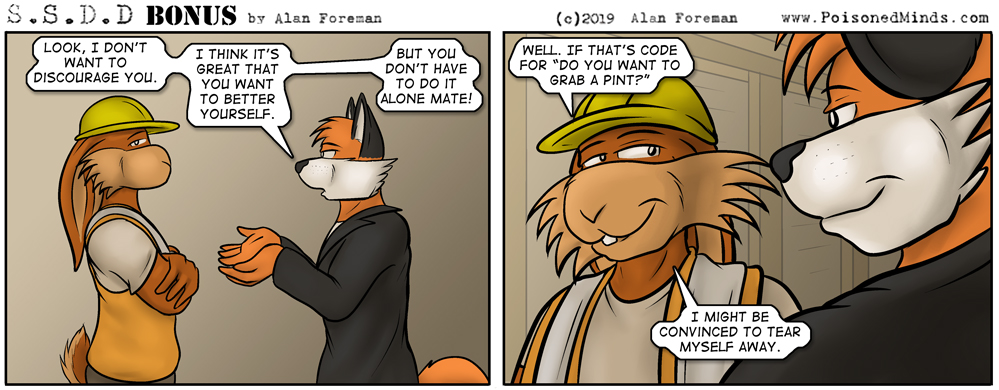 S.S.D.D BONUS by Alan Foreman (c)2019 Alan Foreman www.PoisonedMinds.com
LOOK, I DON'T
WANT TO
DISCOURAGE YOU.
I THINK IT'S
GREAT THAT
YOU WANT
TO BETTER
YOURSELF.
BUT YOU
DON'T HAVE
TO DO IT
ALONE MATE!
WELL. IF THAT'S CODE
FOR "DO YOU WANT TO
GRAB A PINT?"
I MIGHT BE
CONVINCED TO TEAR
MYSELF AWAY.